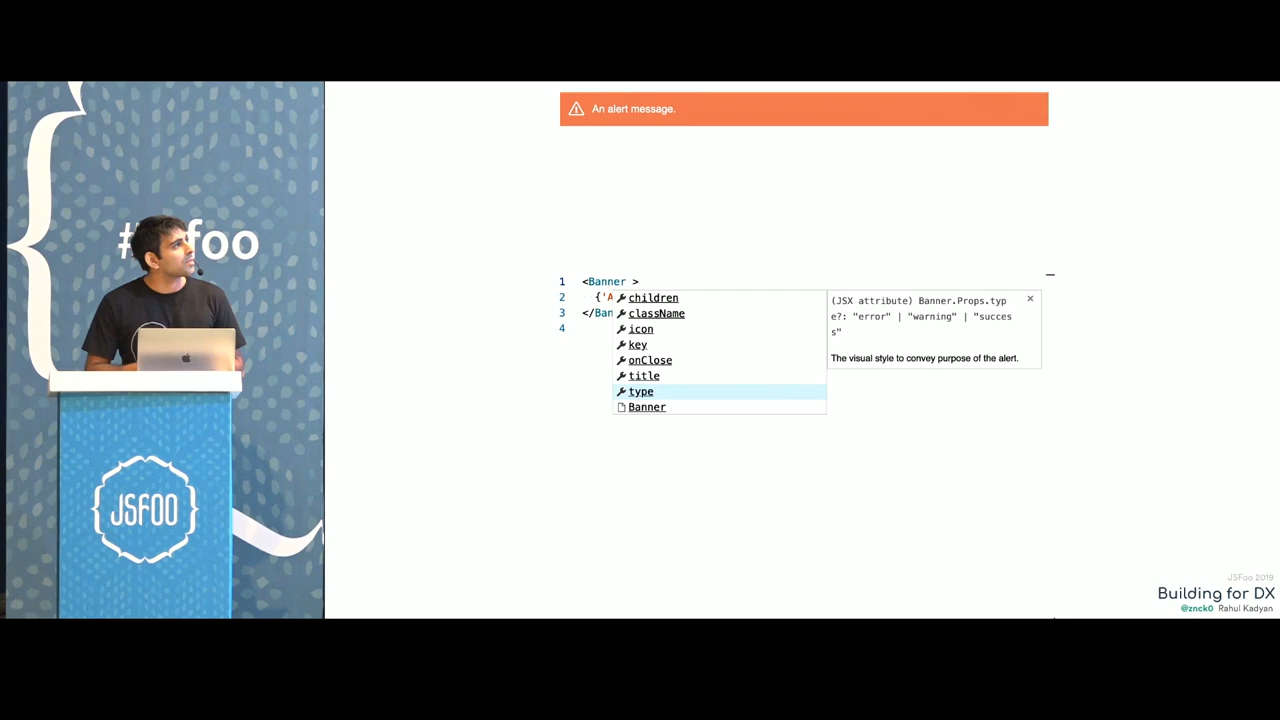 An alert message.
foo
JSFOO
1 <Banner >
2 {'A
3 </Ban
4
children
className
icon
key
onClose
title
type
Banner
(JSX attribute) Banner.Props.typ
e?: "error" | "warning" | "succes
s"
The visual style to convey purpose of the alert.
JSFoo 2019
Building for DX
@znck0 Rahul Kadyan